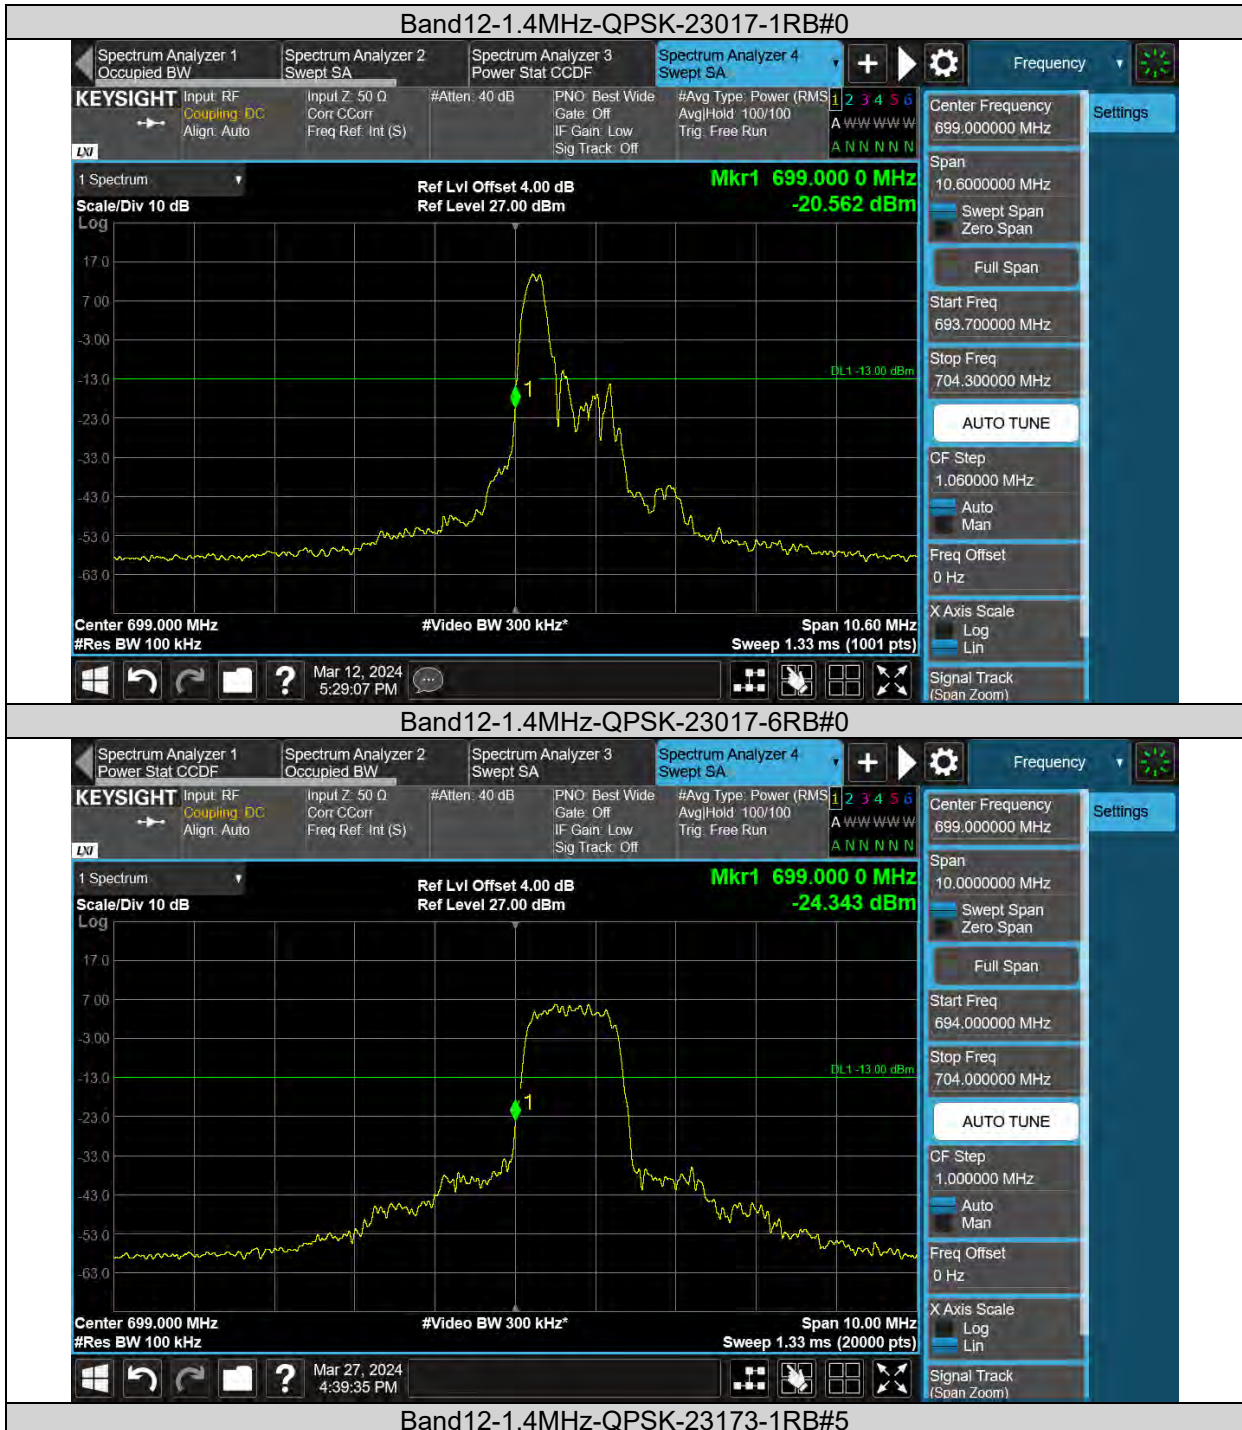 Band12-1.4MHz-QPSK-23017-1RB#0
Spectrum Analyzer 1
Occupied BW
Spectrum Analyzer 2
Swept SA
Spectrum Analyzer 3
Power Stat CCDF
Spectrum Analyzer 4
Swept SA
Frequency
KEYSIGHT
LXI
Input: RF
Coupling: DC
Align: Auto
Input Z: 50 Ω
Corr CCorr
Freq Ref: Int (S)
#Atten: 40 dB
PNO: Best Wide
Gate: Off
IF Gain: Low
Sig Track: Off
#Avg Type: Power (RMS
Avg|Hold: 100/100
Trig: Free Run
1 2 3 4 5 6
A W W W W W
A N N N N N
Center Frequency
699.000000 MHz
Settings
Span
10.6000000 MHz
Swept Span
Zero Span
Full Span
Start Freq
693.700000 MHz
Stop Freq
704.300000 MHz
AUTO TUNE
CF Step
1.060000 MHz
Auto
Man
Freq Offset
0 Hz
X Axis Scale
Log
Lin
Signal Track
(Span Zoom)
1 Spectrum
Scale/Div 10 dB
Log
Ref Lvl Offset 4.00 dB
Ref Level 27.00 dBm
Mkr1 699.000 0 MHz
-20.562 dBm
17.0
7.00
-3.00
-13.0
-23.0
-33.0
-43.0
-53.0
-63.0
DL1 -13.00 dBm
1
Center 699.000 MHz
#Res BW 100 kHz
#Video BW 300 kHz*
Span 10.60 MHz
Sweep 1.33 ms (1001 pts)
?
Mar 12, 2024
5:29:07 PM
Band12-1.4MHz-QPSK-23017-6RB#0
Spectrum Analyzer 1
Power Stat CCDF
Spectrum Analyzer 2
Occupied BW
Spectrum Analyzer 3
Swept SA
Spectrum Analyzer 4
Swept SA
Frequency
KEYSIGHT
LXI
Input: RF
Coupling: DC
Align: Auto
Input Z: 50 Ω
Corr CCorr
Freq Ref: Int (S)
#Atten: 40 dB
PNO: Best Wide
Gate: Off
IF Gain: Low
Sig Track: Off
#Avg Type: Power (RMS
Avg|Hold: 100/100
Trig: Free Run
1 2 3 4 5 6
A W W W W W
A N N N N N
Center Frequency
699.000000 MHz
Settings
Span
10.0000000 MHz
Swept Span
Zero Span
Full Span
Start Freq
694.000000 MHz
Stop Freq
704.000000 MHz
AUTO TUNE
CF Step
1.000000 MHz
Auto
Man
Freq Offset
0 Hz
X Axis Scale
Log
Lin
Signal Track
(Span Zoom)
1 Spectrum
Scale/Div 10 dB
Log
Ref Lvl Offset 4.00 dB
Ref Level 27.00 dBm
Mkr1 699.000 0 MHz
-24.343 dBm
17.0
7.00
-3.00
-13.0
-23.0
-33.0
-43.0
-53.0
-63.0
DL1 -13.00 dBm
1
Center 699.000 MHz
#Res BW 100 kHz
#Video BW 300 kHz*
Span 10.00 MHz
Sweep 1.33 ms (20000 pts)
?
Mar 27, 2024
4:39:35 PM
Band12-1.4MHz-QPSK-23173-1RB#5